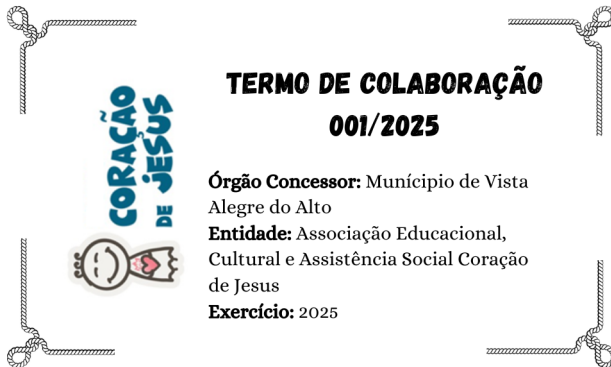 CORAÇÃO
DE JESUS
TERMO DE COLABORAÇÃO
001/2025
Órgão Concessor: Munícipio de Vista
Alegre do Alto
Entidade: Associação Educacional,
Cultural e Assistência Social Coração
de Jesus
Exercício: 2025